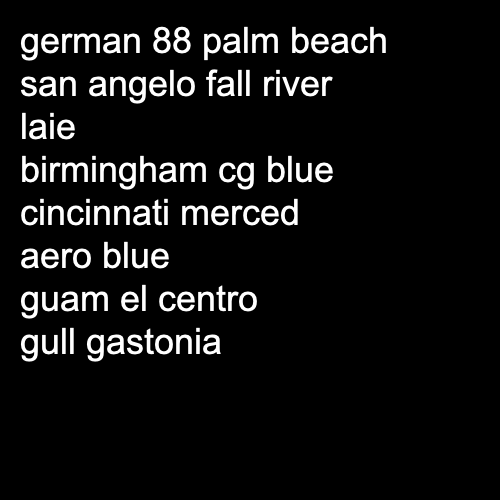 german 88 palm beach
san angelo fall river
laie
birmingham cg blue
cincinnati merced
aero blue
guam el centro
gull gastonia